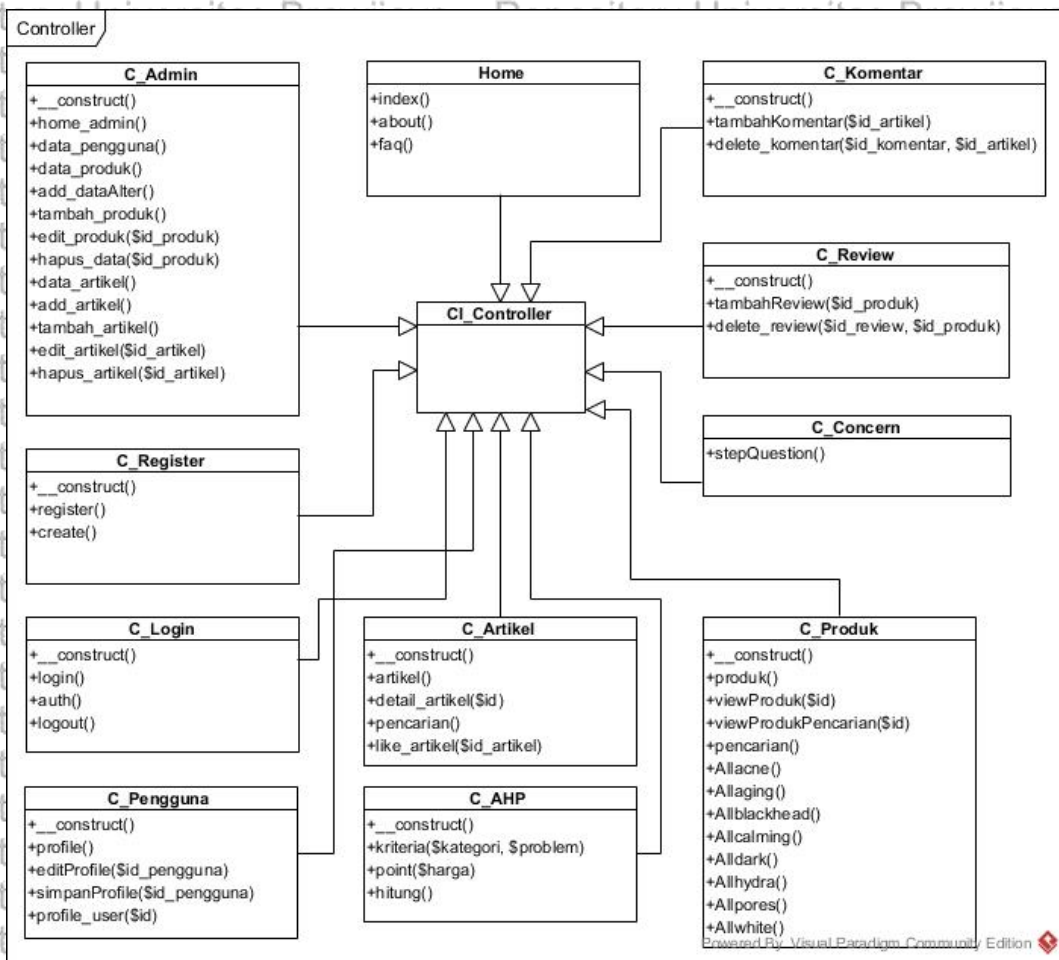 Controller
C_Admin
+__construct()
+home_admin()
+data_pengguna()
+data_produk()
+add_dataAlter()
+tambah_produk()
+edit_produk($id_produk)
+hapus_data($id_produk)
+data_artikel()
+add_artikel()
+tambah_artikel()
+edit_artikel($id_artikel)
+hapus_artikel($id_artikel)
Home
+index()
+about()
+faq()
C_Komentar
+__construct()
+tambahKomentar($id_artikel)
+delete_komentar($id_komentar, $id_artikel)
C_Review
+__construct()
+tambahReview($id_produk)
+delete_review($id_review, $id_produk)
CI_Controller
C_Concern
+stepQuestion()
C_Register
+__construct()
+register()
+create()
C_Login
+__construct()
+login()
+auth()
+logout()
C_Artikel
+__construct()
+artikel()
+detail_artikel($id)
+pencarian()
+like_artikel($id_artikel)
C_Produk
+__construct()
+produk()
+viewProduk($id)
+viewProdukPencarian($id)
+pencarian()
+Allacne()
+Allaging()
+Allblackhead()
+Allcalming()
+Alldark()
+Allhydra()
+Allpores()
+Allwhite()
C_Pengguna
+__construct()
+profile()
+editProfile($id_pengguna)
+simpanProfile($id_pengguna)
+profile_user($id)
C_AHP
+__construct()
+kriteria($kategori, $problem)
+point($harga)
+hitung()
Powered By Visual Paradigm Community Edition